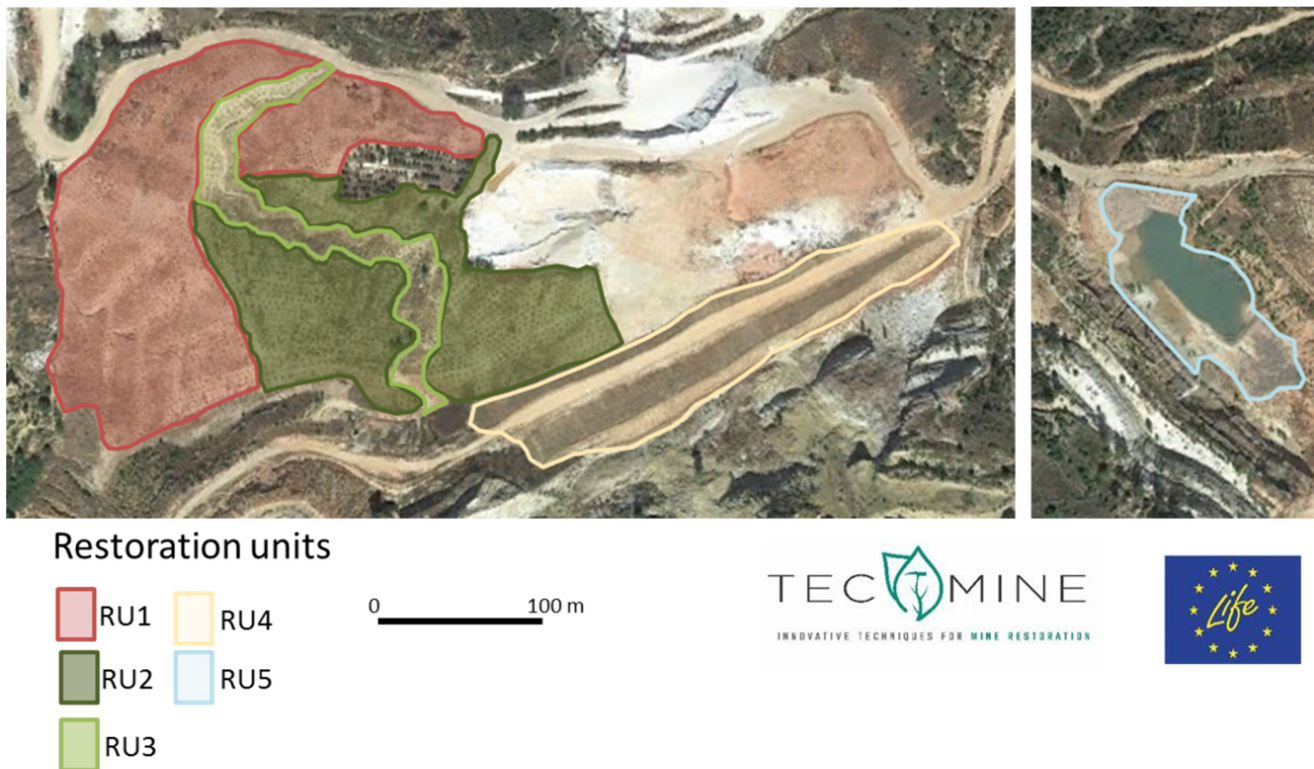 Restoration units
RU1
RU4
RU2
RU5
RU3
0
100 m
TECMINE
INNOVATIVE TECHNIQUES FOR MINE RESTORATION
Life